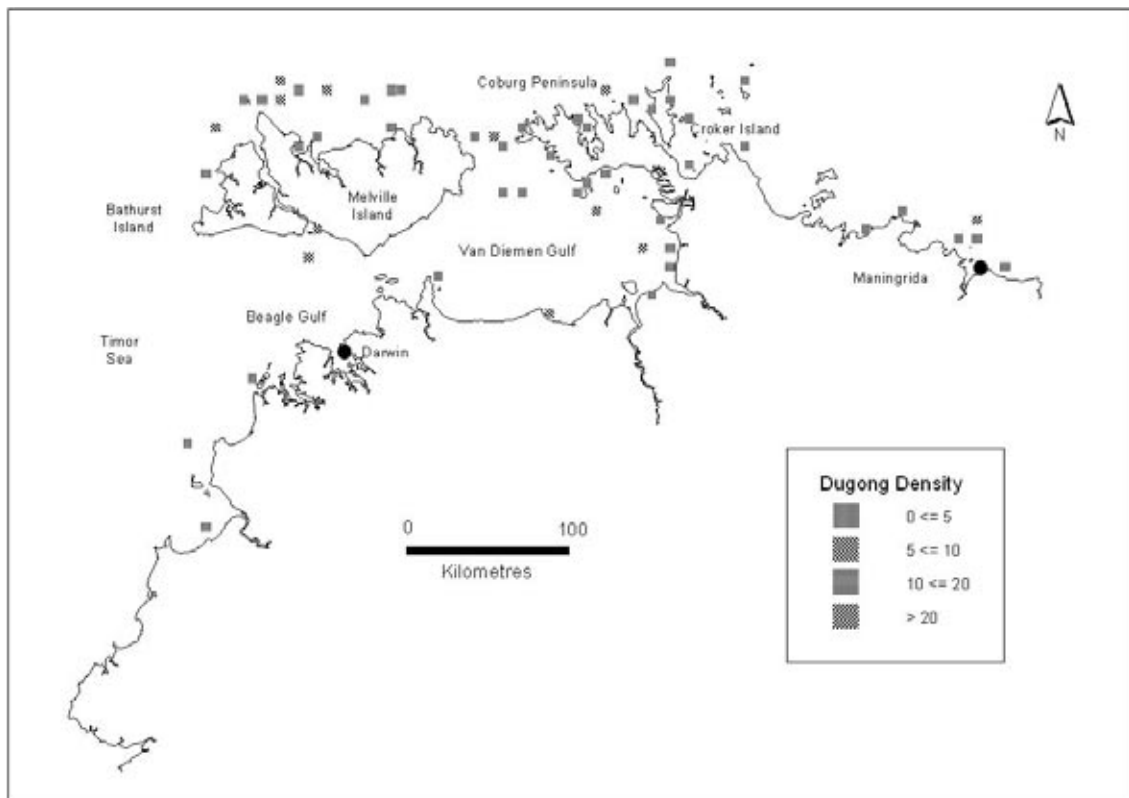 Coburg Peninsula
Croker Island
N
Melville
Island
Bathurst
Island
Van Diemen Gulf
Maningrida
Beagle Gulf
Timor
Sea
Darwin
Dugong Density
0 <= 5
5 <= 10
10 <= 20
> 20
0 100
Kilometres